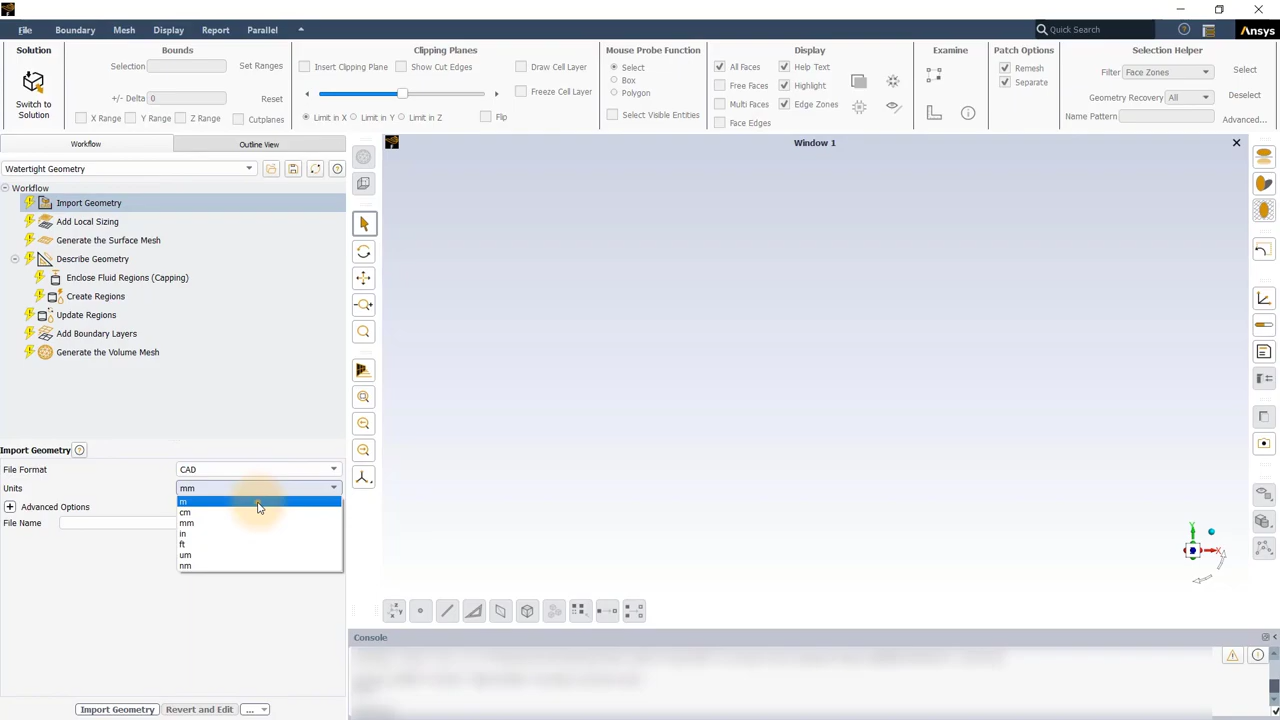 File
Boundary
Mesh
Display
Report
Parallel
Quick Search
Ansys
Solution
Bounds
Clipping Planes
Mouse Probe Function
Display
Examine
Patch Options
Selection Helper
Selection
Set Ranges
Insert Clipping Plane
Show Cut Edges
Draw Cell Layer
Select
All Faces
Help Text
Remesh
Filter
Face Zones
Select
Box
Free Faces
Highlight
Separate
Switch to
Solution
+/- Delta
0
Reset
Freeze Cell Layer
Polygon
Multi Faces
Edge Zones
Geometry Recovery
All
Deselect
X Range
Y Range
Z Range
Cutplanes
Limit in X
Limit in Y
Limit in Z
Flip
Select Visible Entities
Face Edges
Name Pattern
Advanced...
Workflow
Outline View
Window 1
Watertight Geometry
Workflow
Import Geometry
Add Local Sizing
Generate the Surface Mesh
Describe Geometry
Enclose Fluid Regions (Capping)
Create Regions
Update Regions
Add Boundary Layers
Generate the Volume Mesh
Import Geometry
File Format
CAD
Units
mm
Advanced Options
File Name
m
cm
mm
in
ft
um
nm
Y
X
Console
Import Geometry
Revert and Edit
...